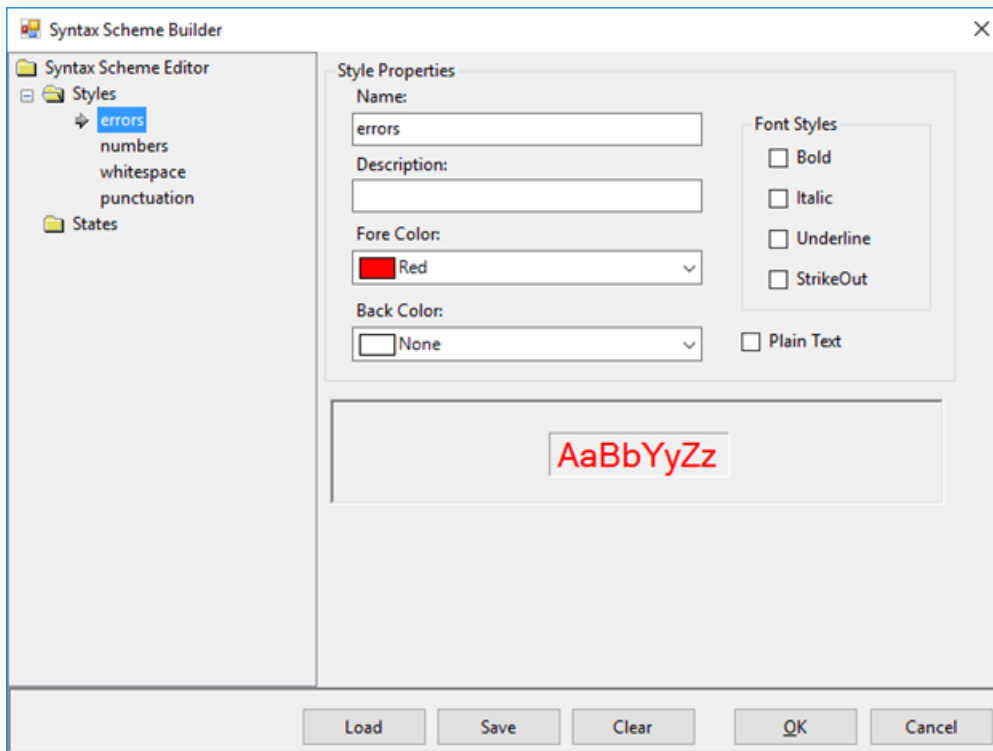 Syntax Scheme Builder
Syntax Scheme Editor
Styles
errors
numbers
whitespace
punctuation
States
Style Properties
Name:
errors
Description:
Fore Color:
Red
Back Color:
None
Font Styles
Bold
Italic
Underline
StrikeOut
Plain Text
AaBbYyZz
Load
Save
Clear
OK
Cancel